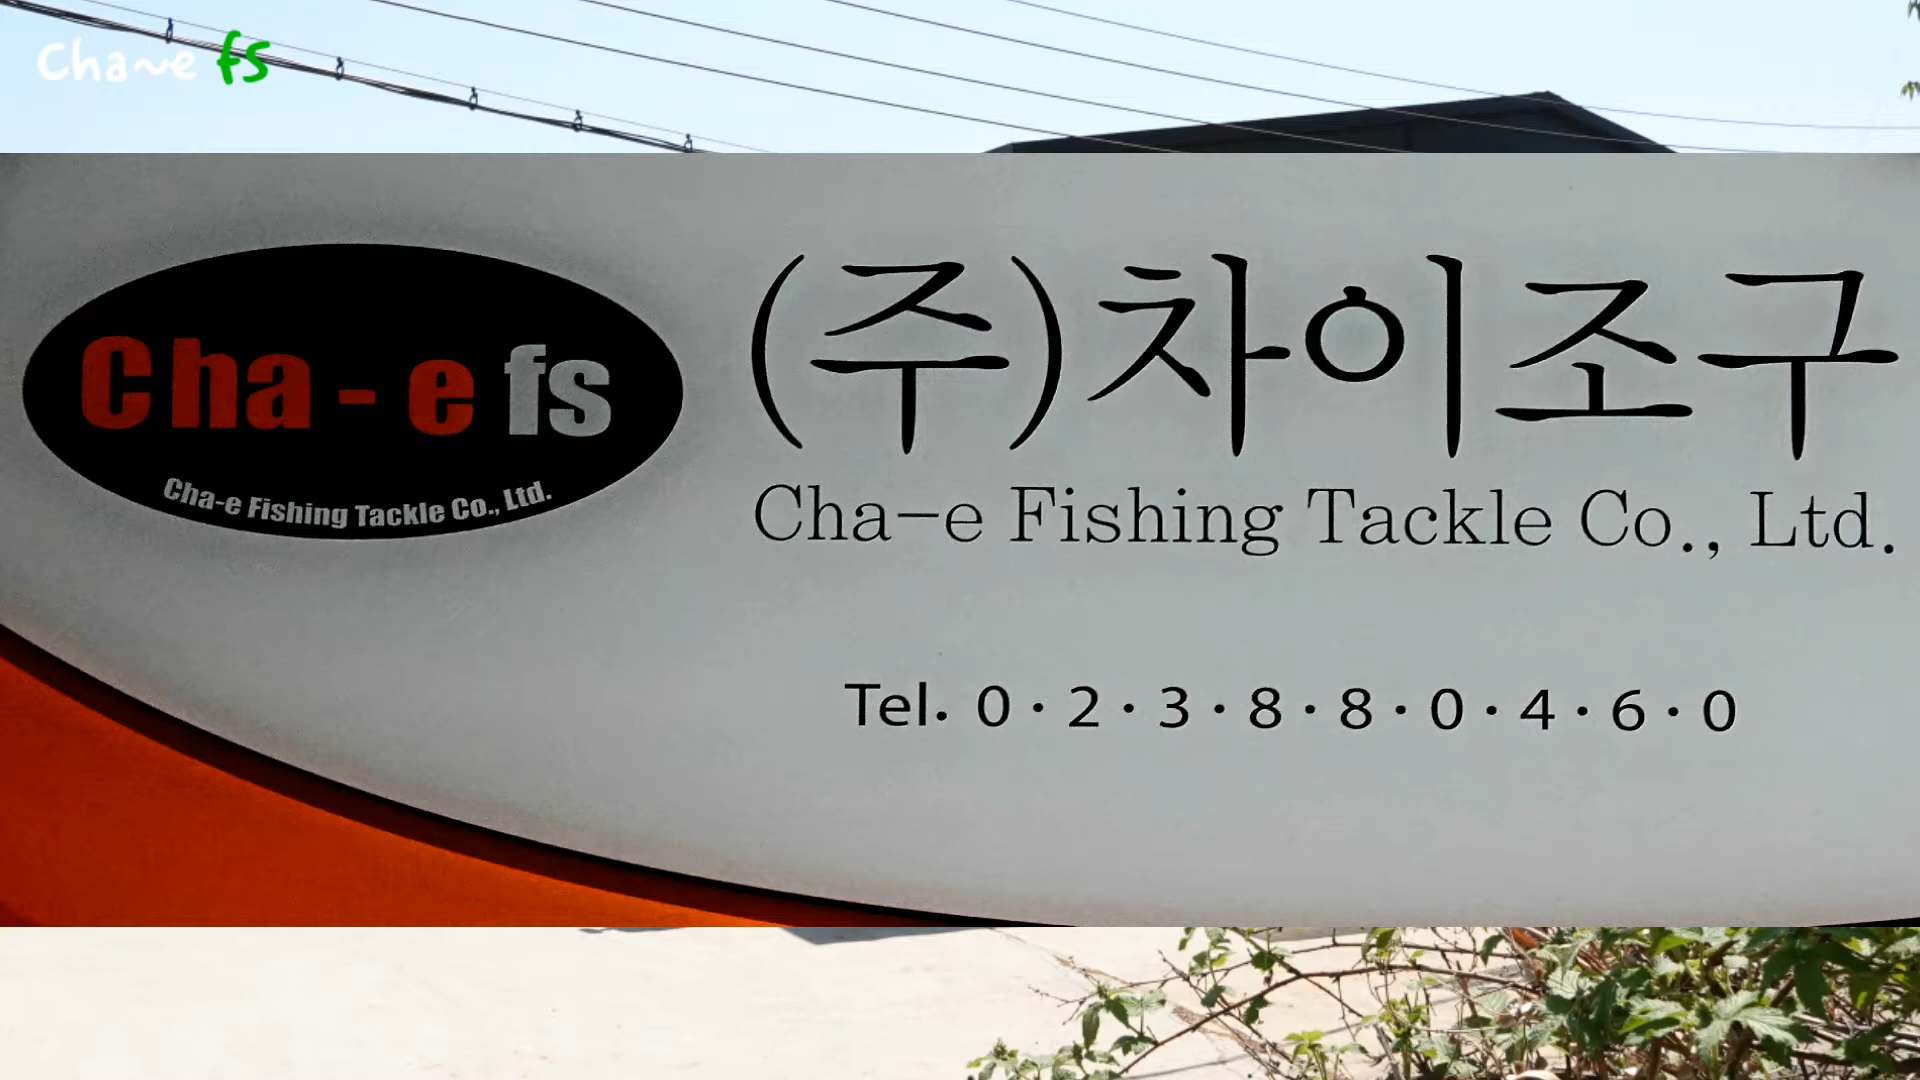 Cha~e fs
Cha-e fs
Cha-e Fishing Tackle Co., Ltd.
(주)차이조구
Cha-e Fishing Tackle Co., Ltd.
Tel. 0·2·3·8·8·0·4·6·0